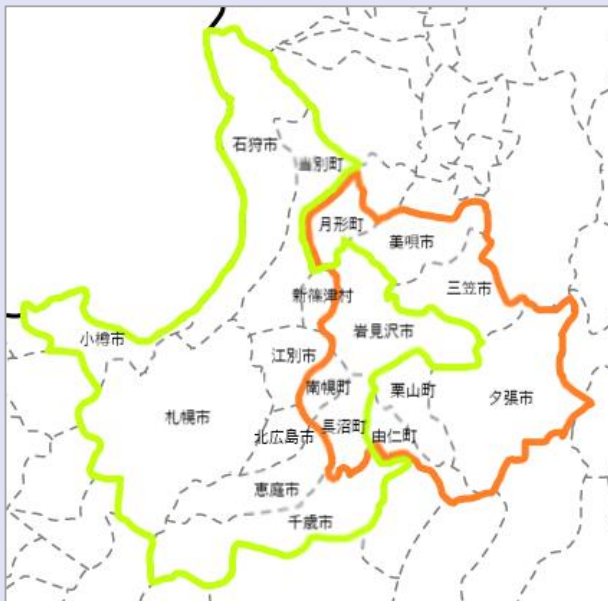 石狩市
当別町
月形町
美唄市
三笠市
新篠津村
岩見沢市
小樽市
江別市
南幌町
栗山町
夕張市
札幌市
長沼町
北広島市
由仁町
恵庭市
千歳市